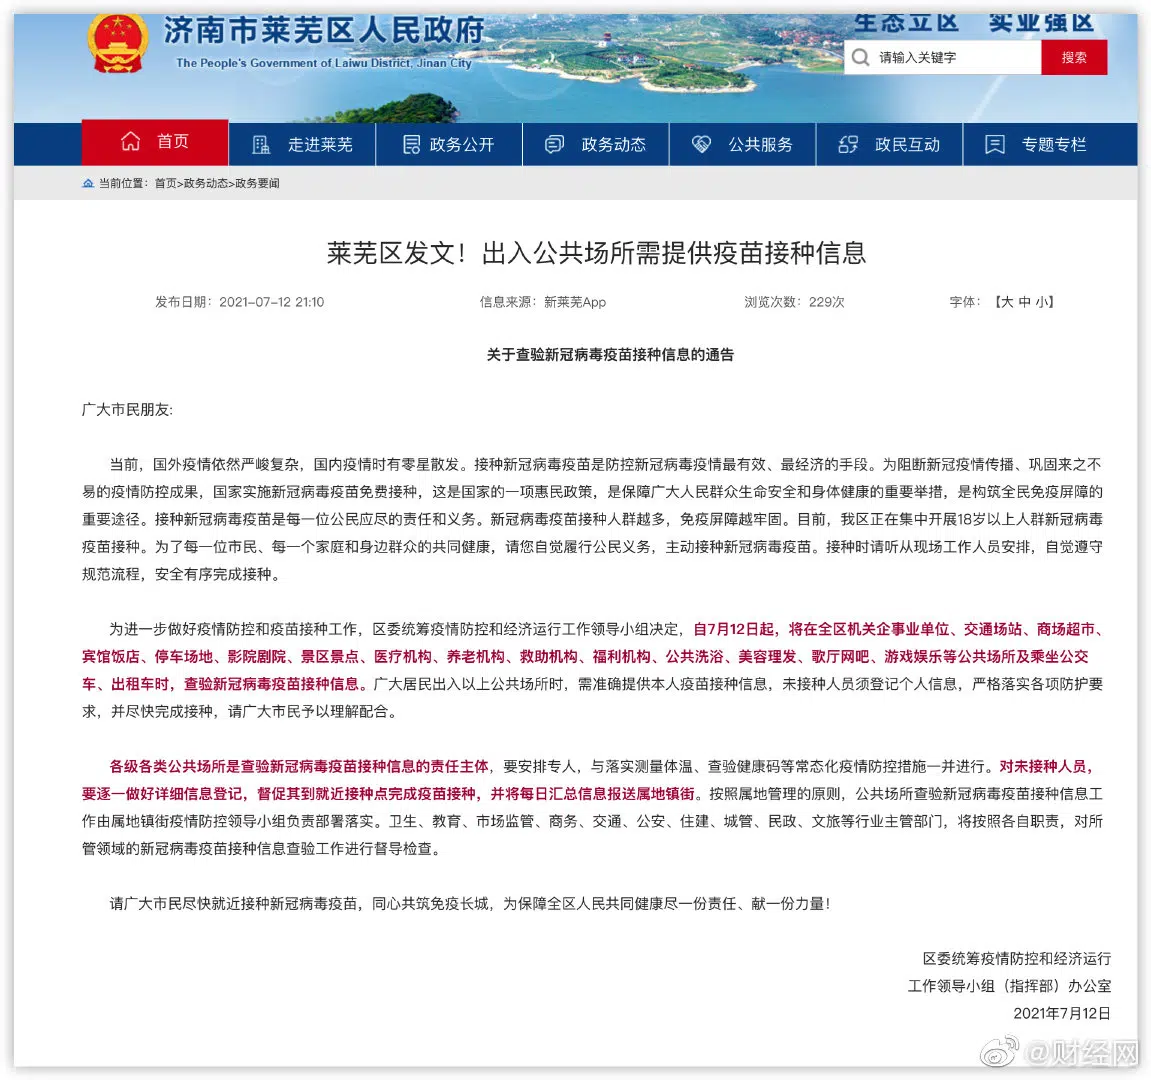 济南市莱芜区人民政府
The People's Government of Laiwu District, Jinan City
生态立区 实业强区
请输入关键字 搜索
首页 走进莱芜 政务公开 政务动态 公共服务 政民互动 专题专栏
当前位置：首页>政务动态>政务要闻
莱芜区发文！出入公共场所需提供疫苗接种信息
发布日期：2021-07-12 21:10 信息来源：新莱芜App 浏览次数：229次 字体：【大 中 小】
关于查验新冠病毒疫苗接种信息的通告
广大市民朋友:
当前，国外疫情依然严峻复杂，国内疫情时有零星散发。接种新冠病毒疫苗是防控新冠病毒疫情最有效、最经济的手段。为阻断新冠疫情传播、巩固来之不
易的疫情防控成果，国家实施新冠病毒疫苗免费接种，这是国家的一项惠民政策，是保障广大人民群众生命安全和身体健康的重要举措，是构筑全民免疫屏障的
重要途径。接种新冠病毒疫苗是每一位公民应尽的责任和义务。新冠病毒疫苗接种人群越多，免疫屏障越牢固。目前，我区正在集中开展18岁以上人群新冠病毒
疫苗接种。为了每一位市民、每一个家庭和身边群众的共同健康，请您自觉履行公民义务，主动接种新冠病毒疫苗。接种时请听从现场工作人员安排，自觉遵守
规范流程，安全有序完成接种。
为进一步做好疫情防控和疫苗接种工作，区委统筹疫情防控和经济运行工作领导小组决定，自7月12日起，将在全区机关企事业单位、交通场站、商场超市、
宾馆饭店、停车场地、影院剧院、景区景点、医疗机构、养老机构、救助机构、福利机构、公共洗浴、美容理发、歌厅网吧、游戏娱乐等公共场所及乘坐公交
车、出租车时，查验新冠病毒疫苗接种信息。广大居民出入以上公共场所时，需准确提供本人疫苗接种信息，未接种人员须登记个人信息，严格落实各项防护要
求，并尽快完成接种，请广大市民予以理解配合。
各级各类公共场所是查验新冠病毒疫苗接种信息的责任主体，要安排专人，与落实测量体温、查验健康码等常态化疫情防控措施一并进行。对未接种人员，
要逐一做好详细信息登记，督促其到就近接种点完成疫苗接种，并将每日汇总信息报送属地镇街。按照属地管理的原则，公共场所查验新冠病毒疫苗接种信息工
作由属地镇街疫情防控领导小组负责部署落实。卫生、教育、市场监管、商务、交通、公安、住建、城管、民政、文旅等行业主管部门，将按照各自职责，对所
管领域的新冠病毒疫苗接种信息查验工作进行督导检查。
请广大市民尽快就近接种新冠病毒疫苗，同心共筑免疫长城，为保障全区人民共同健康尽一份责任、献一份力量！
区委统筹疫情防控和经济运行
工作领导小组（指挥部）办公室
2021年7月12日
@财经网